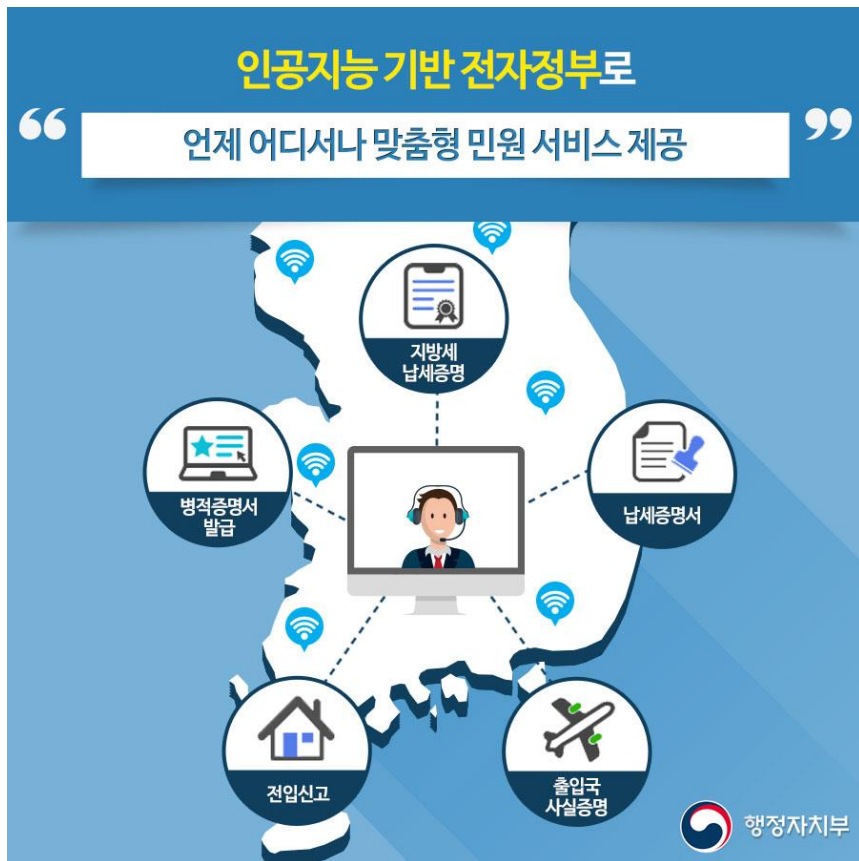 인공지능 기반 전자정부로
“ 언제 어디서나 맞춤형 민원 서비스 제공 ”
지방세
납세증명
병적증명서
발급
납세증명서
전입신고
출입국
사실증명
행정자치부